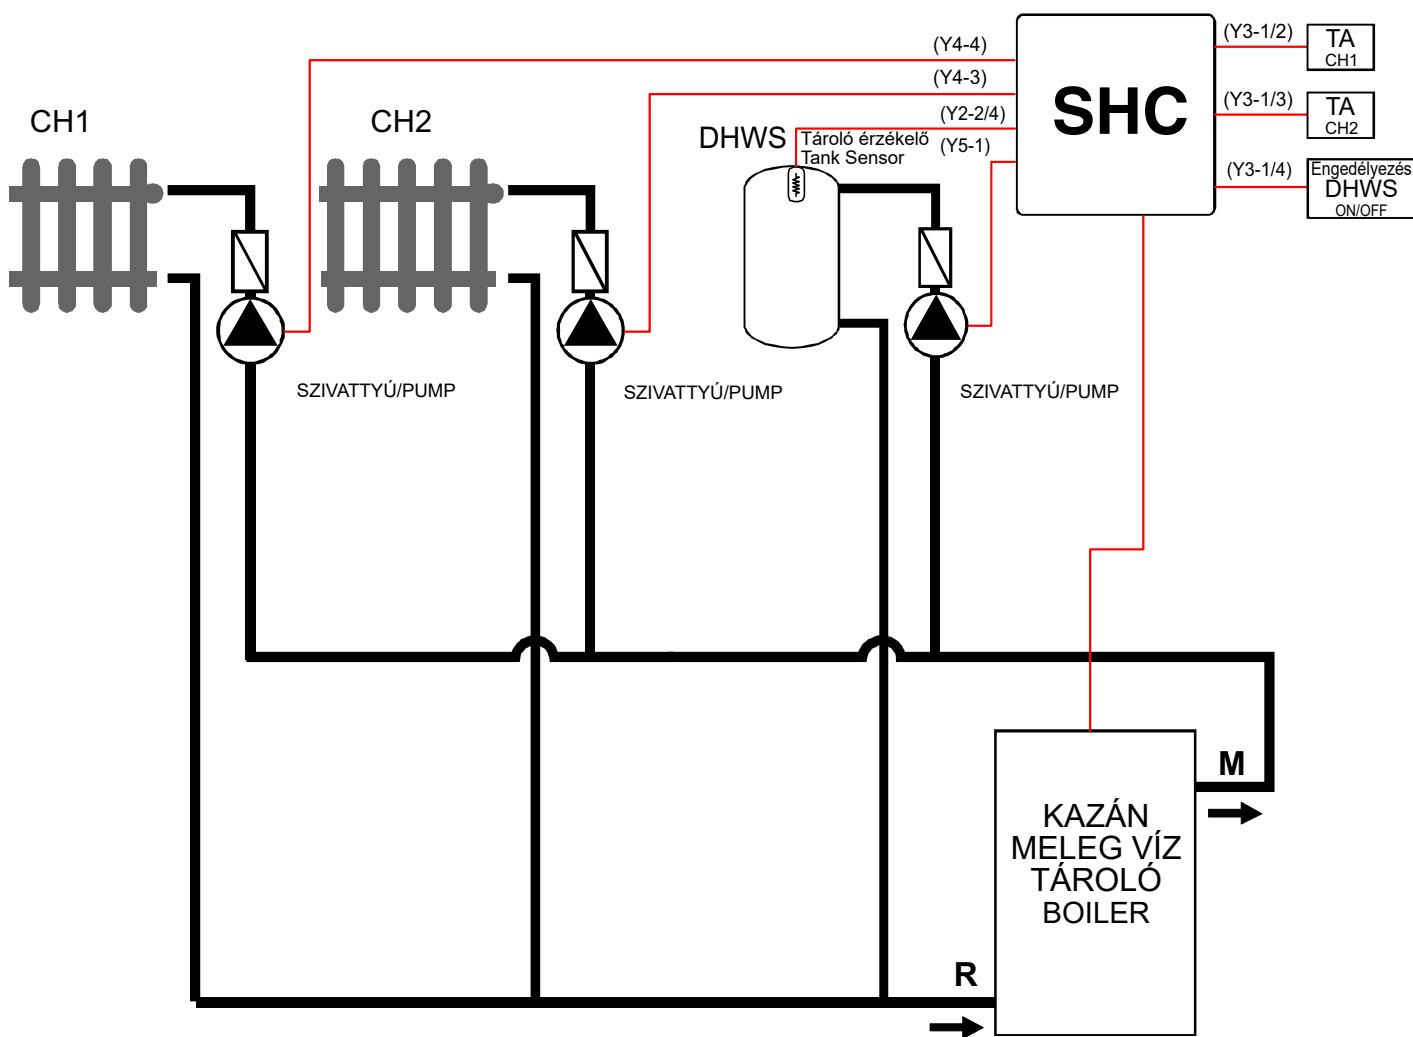 (Y4-4)
(Y4-3)
(Y2-2/4)
(Y5-1)
SHC
(Y3-1/2)
TA
CH1
(Y3-1/3)
TA
CH2
(Y3-1/4)
Engedélyezés
DHWS
ON/OFF
CH1
CH2
DHWS
Tároló érzékelő
Tank Sensor
SZIVATTYÚ/PUMP
SZIVATTYÚ/PUMP
SZIVATTYÚ/PUMP
M
KAZÁN
MELEG VÍZ
TÁROLÓ
BOILER
R